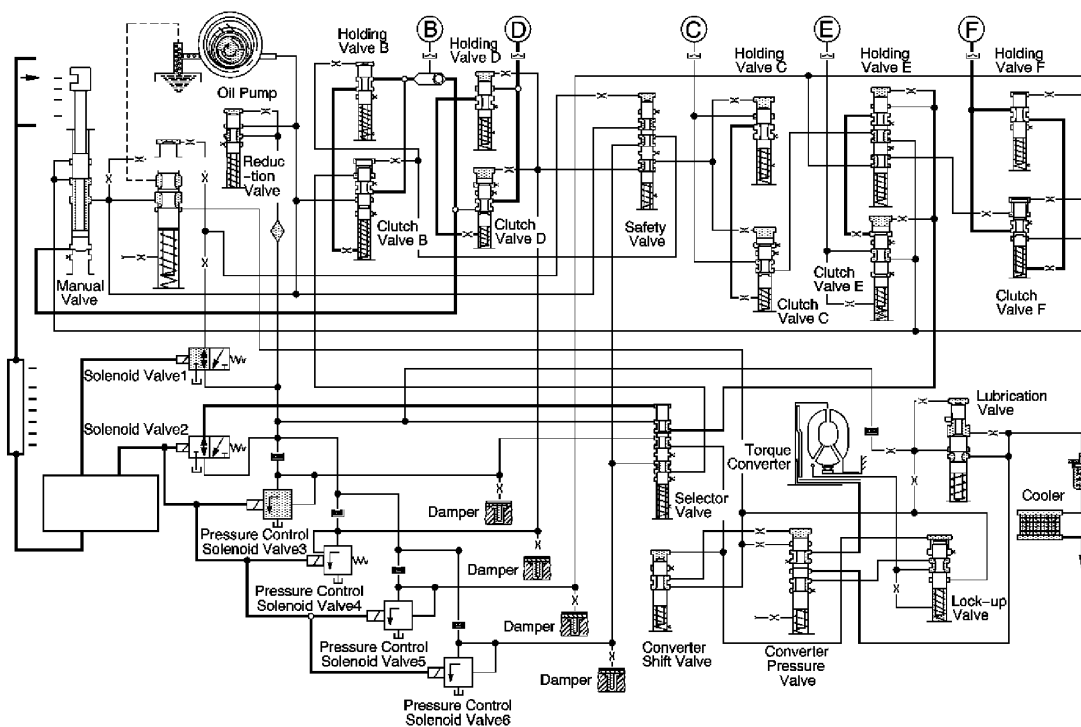 B
D
C
E
F
Holding
Valve B
Holding
Valve D
Holding
Valve C
Holding
Valve E
Holding
Valve F
Oil Pump
Reduc
-tion
Valve
Clutch
Valve B
Clutch
Valve D
Safety
Valve
Clutch
Valve C
Clutch
Valve E
Clutch
Valve F
Manual
Valve
Solenoid Valve1
Solenoid Valve2
Lubrication
Valve
Torque
Converter
Selector
Valve
Cooler
Pressure Control
Solenoid Valve3
Damper
Pressure Control
Solenoid Valve4
Damper
Pressure Control
Solenoid Valve5
Damper
Pressure Control
Solenoid Valve6
Damper
Converter
Shift Valve
Converter
Pressure
Valve
Lock-up
Valve